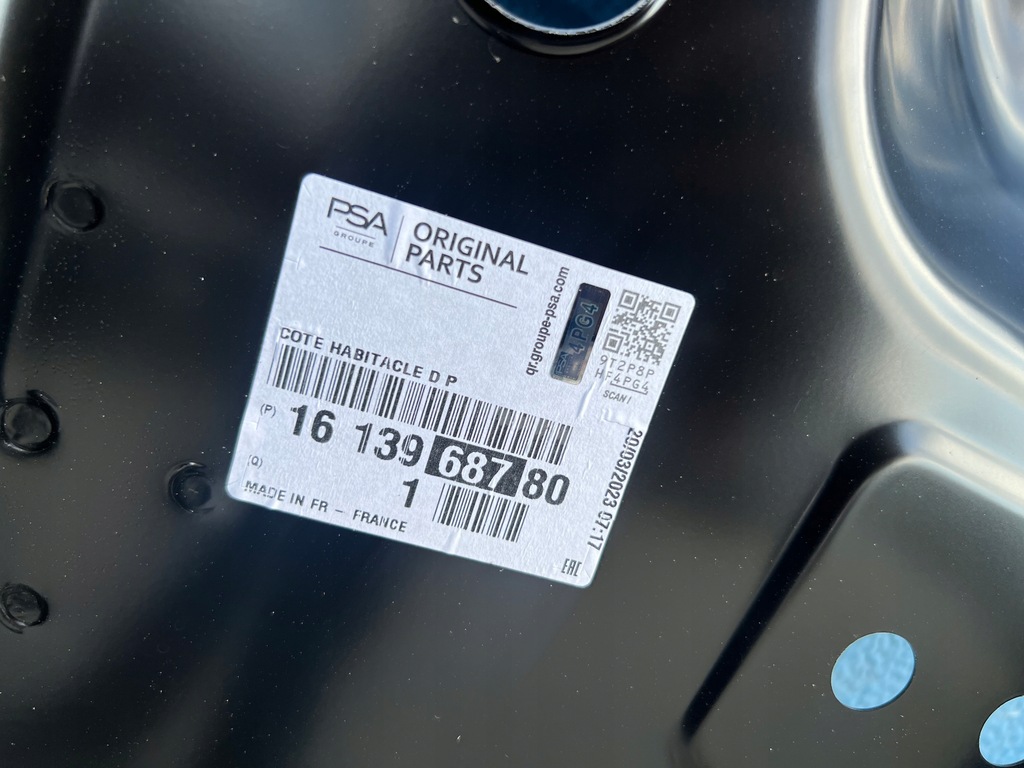 PSA
GROUPE
ORIGINAL
PARTS
qr.groupe-psa.com
4PG4
9T2P8P
HF4PG4
SCAN!
COTE HABITACLE D P
(P) 16 139 687 80
(Q) 1
MADE IN FR - FRANCE
20/03/2023 07:17
EAC